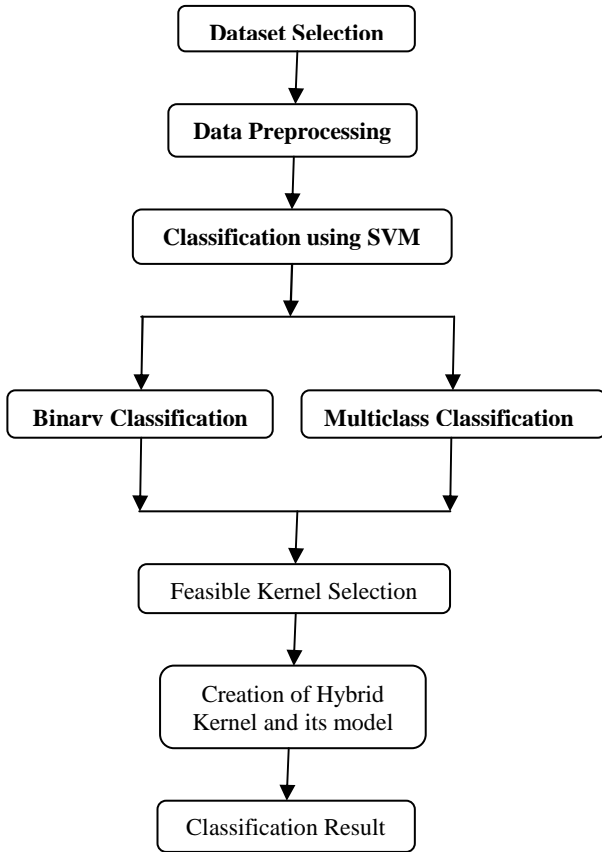 Dataset Selection
Data Preprocessing
Classification using SVM
Binary Classification
Multiclass Classification
Feasible Kernel Selection
Creation of Hybrid
Kernel and its model
Classification Result